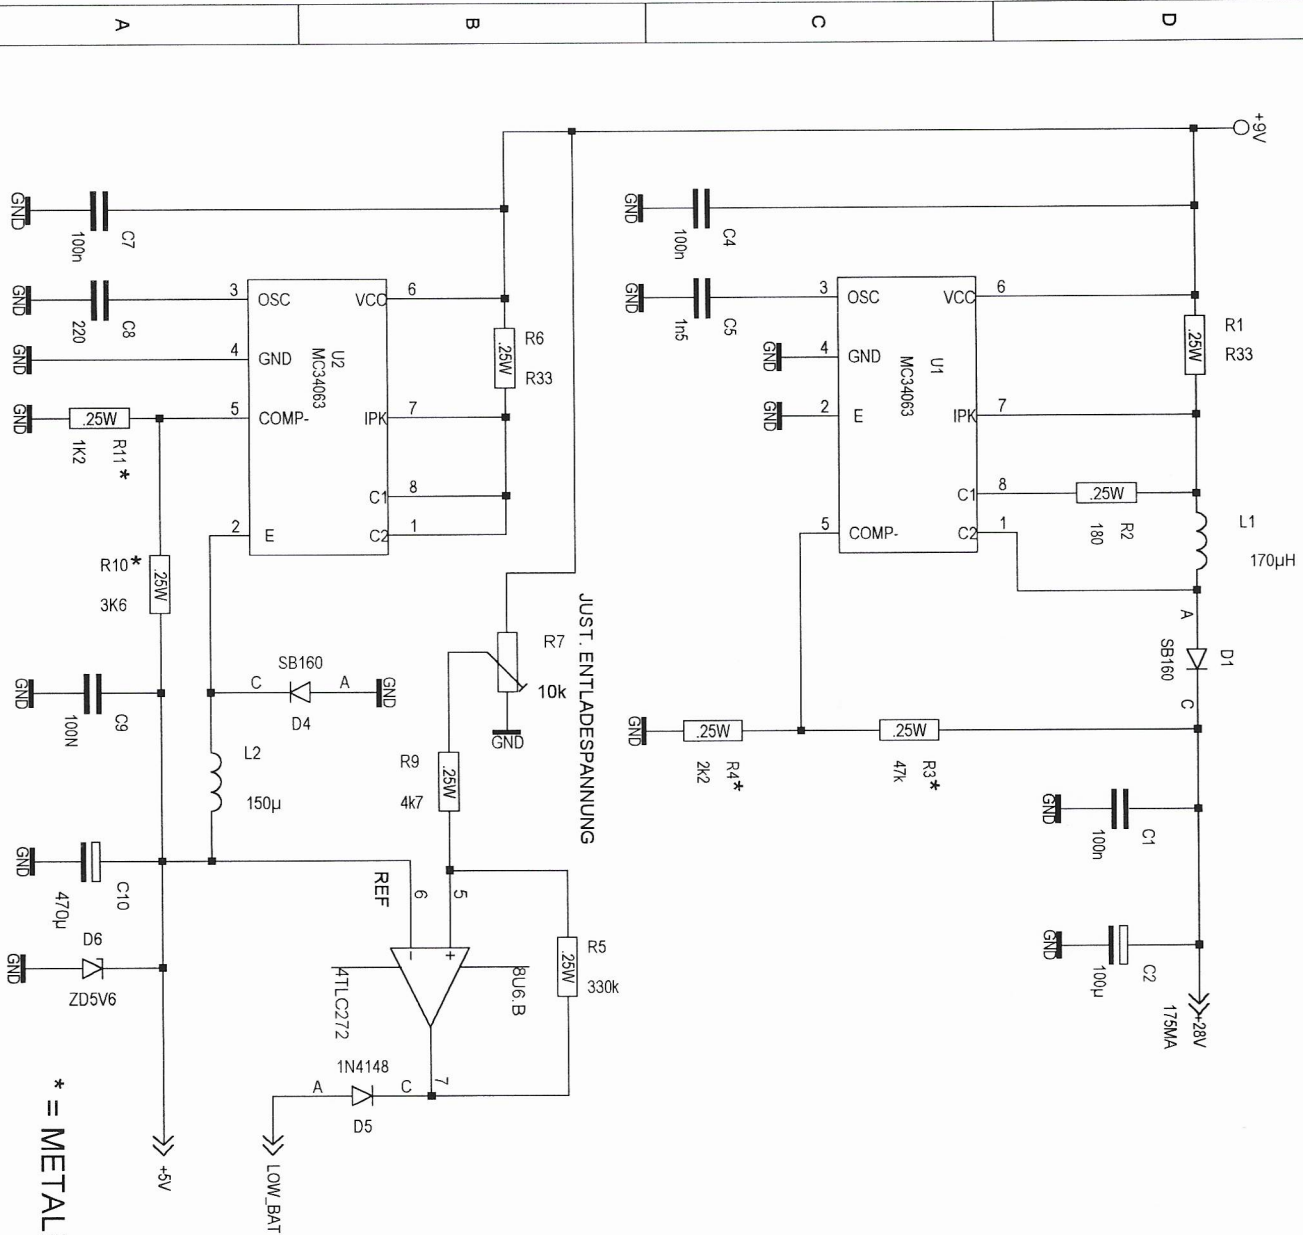 A
B
C
D
+9V
GND
C7
100n
GND
C4
100n
GND
C8
220
3
OSC
VCC
6
GND
C5
1n5
3
OSC
VCC
6
R1
R33
.25W
R6
R33
.25W
GND
4
GND
U2
MC34063
GND
4
GND
U1
MC34063
GND
.25W
R11*
1K2
5
COMP-
IPK
7
GND
2
E
IPK
7
C1
8
C1
8
.25W
R2
180
L1
170µH
2
E
C2
1
5
COMP-
C2
1
R10*
3K6
.25W
JUST. ENTLADESPANNUNG
R7
10k
GND
A
D1
SB160
C
GND
C9
100N
SB160
C
A
D4
GND
GND
.25W
R4*
2k2
.25W
R3*
47k
L2
150µ
R9
4k7
.25W
GND
C1
100n
GND
C10
470µ
REF
6
5
-
+
GND
C2
100µ
R5
330k
.25W
GND
D6
ZD5V6
4TLC272
8U6.B
+28V
175MA
7
1N4148
A
C
D5
+5V
LOW_BAT
* = METAL